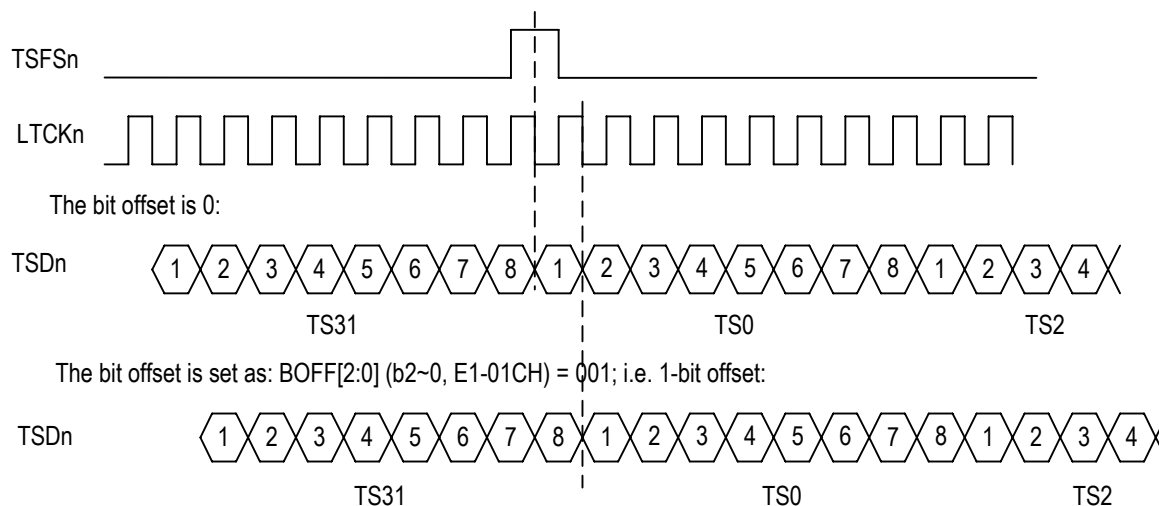 TSFSn
LTCKn
The bit offset is 0:
TSDn 1 2 3 4 5 6 7 8 1 2 3 4 5 6 7 8 1 2 3 4
TS31 TS0 TS2
The bit offset is set as: BOFF[2:0] (b2~0, E1-01CH) = 001; i.e. 1-bit offset:
TSDn 1 2 3 4 5 6 7 8 1 2 3 4 5 6 7 8 1 2 3 4
TS31 TS0 TS2